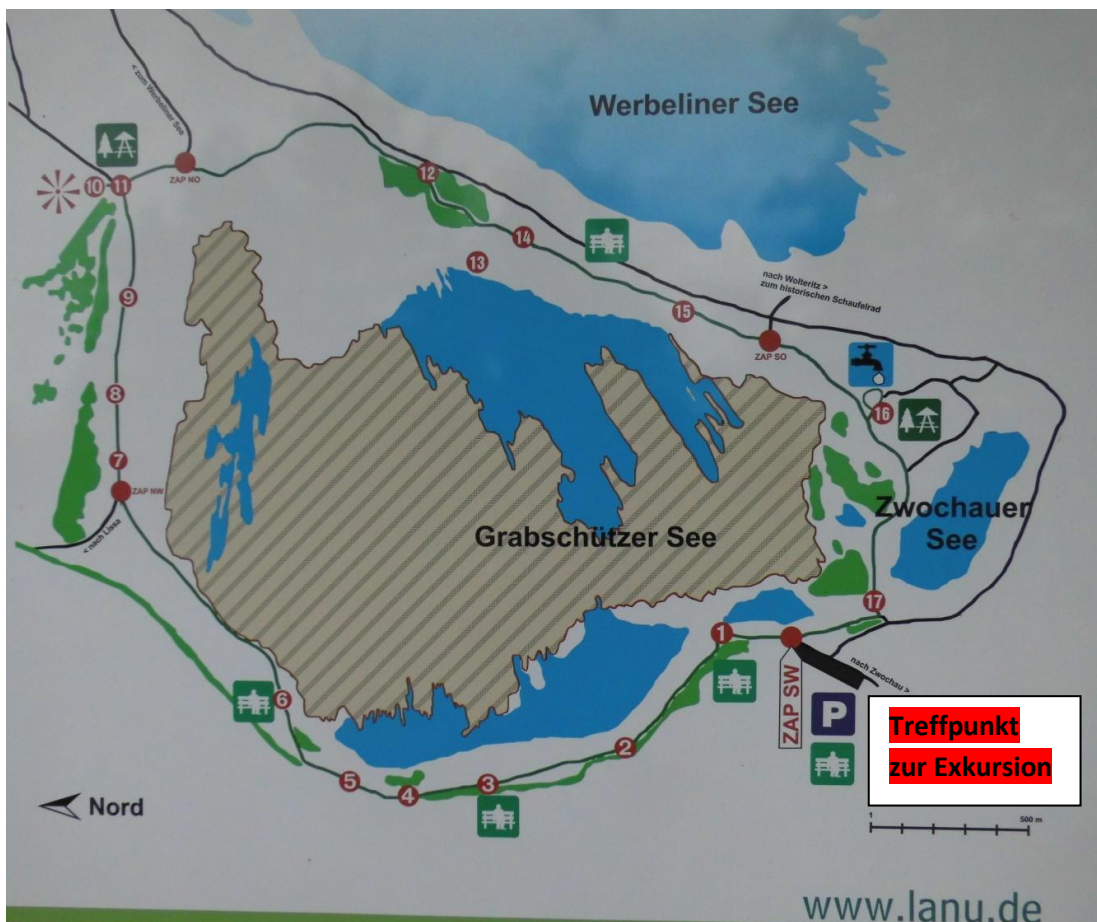 Werbeliner See
< zum Werbeliner See
10
11
ZAP NO
12
14
13
nach Wolteritz >
zum historischen Schaufelrad
9
15
ZAP SO
8
16
7
ZAP NW
< nach Lissa
Grabschützer See
Zwochauer
See
17
1
nach Zwochau >
ZAP SW
P
Treffpunkt
zur Exkursion
6
2
5
4
3
Nord
1
500 m
www.lanu.de